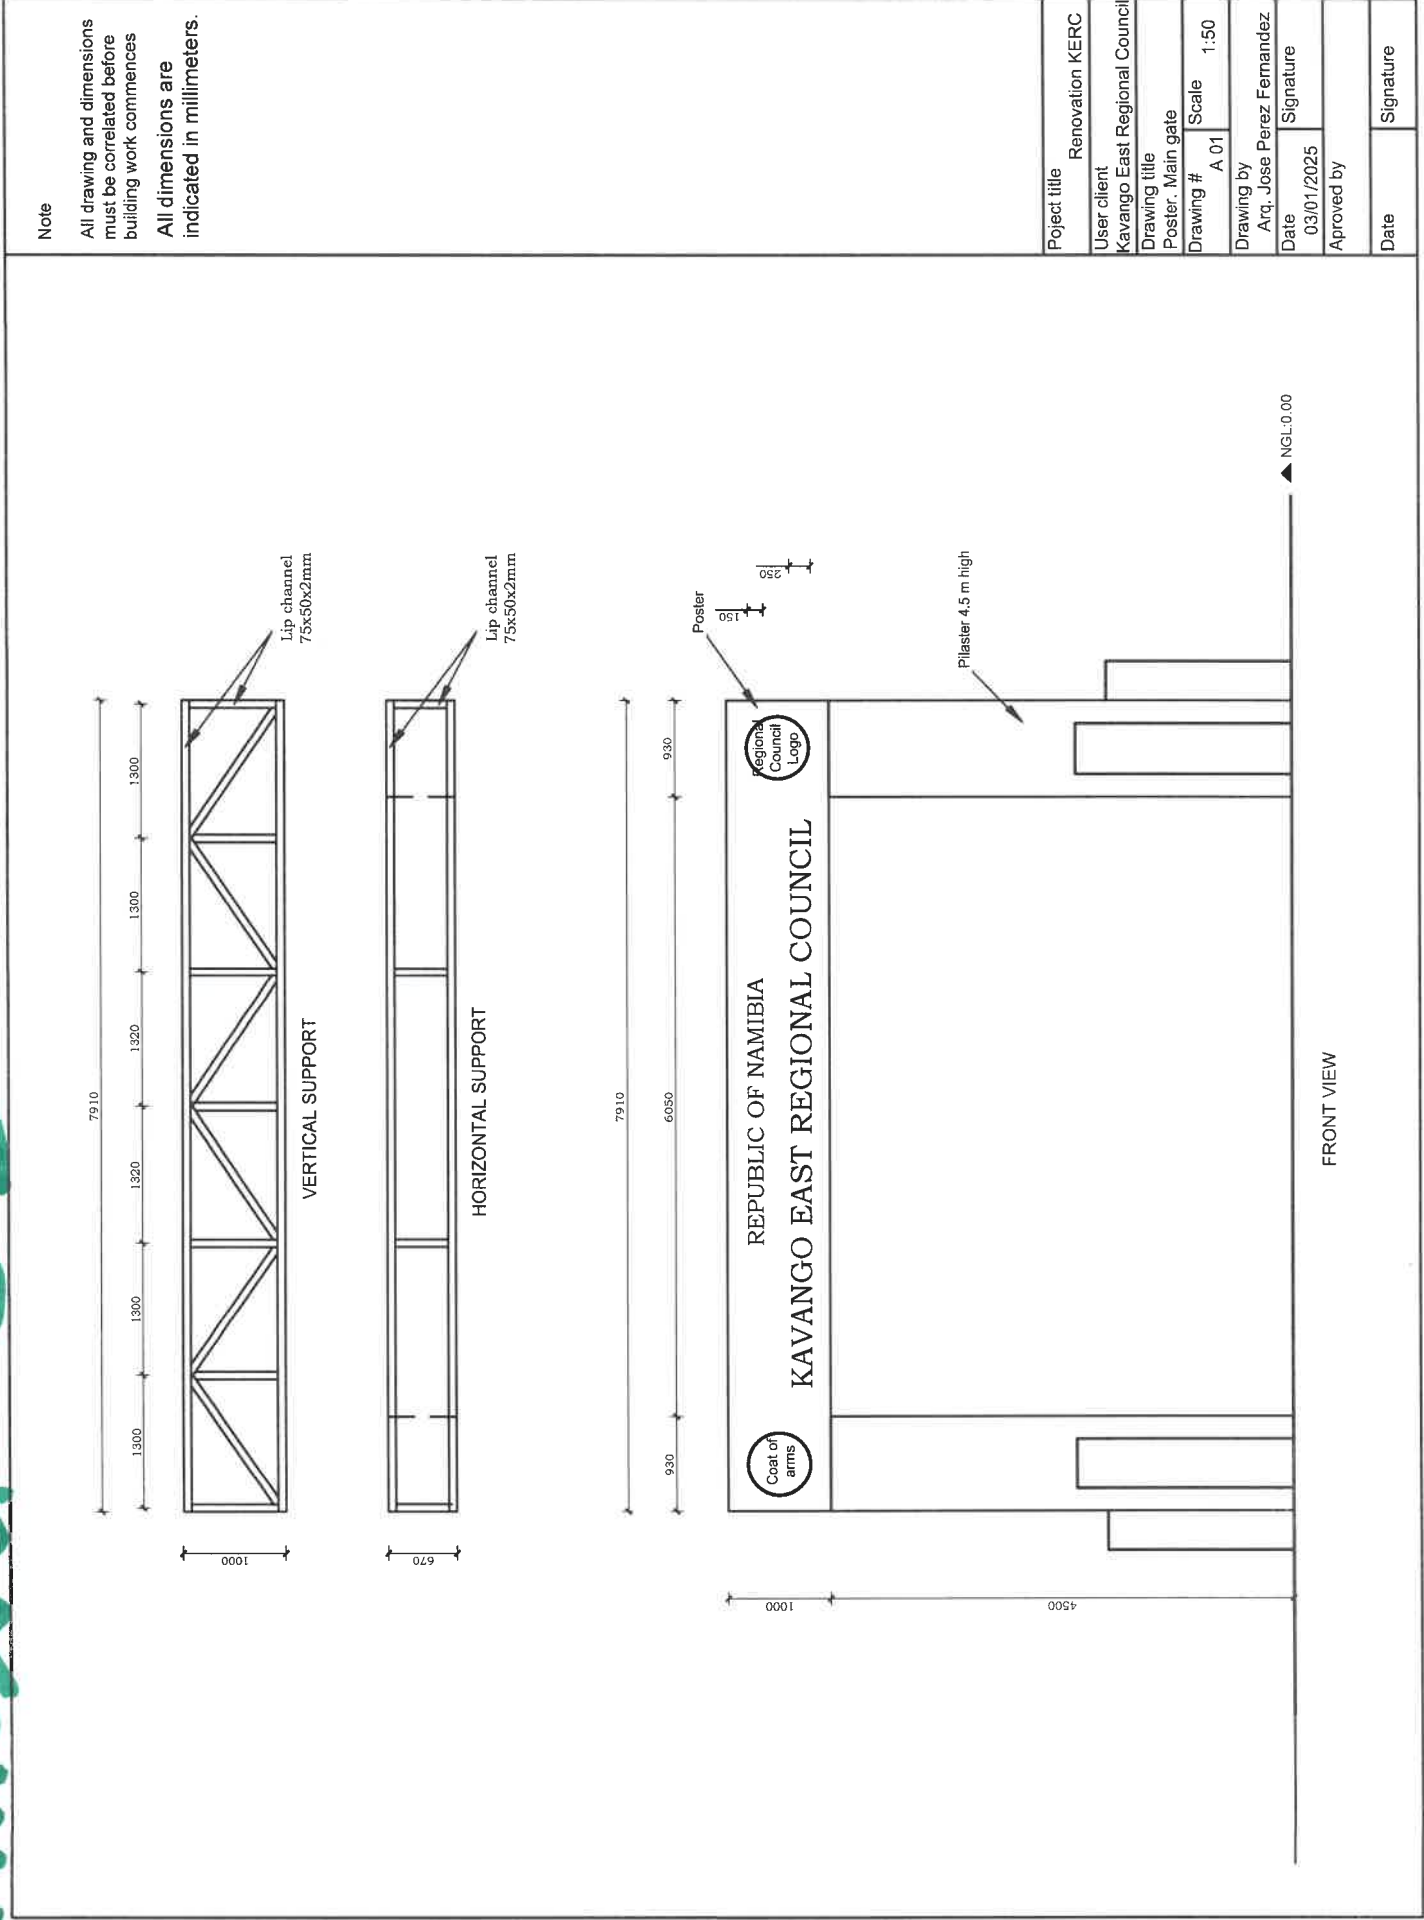 Note
All drawing and dimensions
must be correlated before
building work commences
All dimensions are
indicated in millimeters.
7910
1300
1300
1320
1320
1300
1300
1000
Lip channel
75x50x2mm
VERTICAL SUPPORT
670
Lip channel
75x50x2mm
HORIZONTAL SUPPORT
7910
930
6050
930
Poster
150
250
1000
Coat of
arms
REPUBLIC OF NAMIBIA
KAVANGO EAST REGIONAL COUNCIL
Regional
Council
Logo
4500
Pilaster 4.5 m high
NGL:0.00
FRONT VIEW
Poject title
Renovation KERC
User client
Kavango East Regional Council
Drawing title
Poster. Main gate
Drawing #
A 01
Scale
1:50
Drawing by
Arq. Jose Perez Fernandez
Date
03/01/2025
Signature
Aproved by
Date
Signature